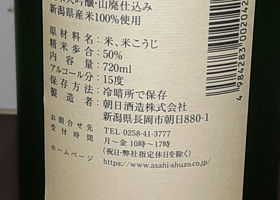 米大吟醸・山廃仕込み
新潟県産米100%使用
原材料名：米、米こうじ
精米歩合：50%
内容量：720ml
アルコール分：15度
保存方法：冷暗所で保存
製造者：朝日酒造株式会社
新潟県長岡市朝日880-1
お問合せ先 TEL 0258-41-3777
受付時間 月～金 10時～17時
(祝日・弊社指定休日を除く)
ホームページ https://www.asahi-shuzo.co.jp/
4 984283 002042